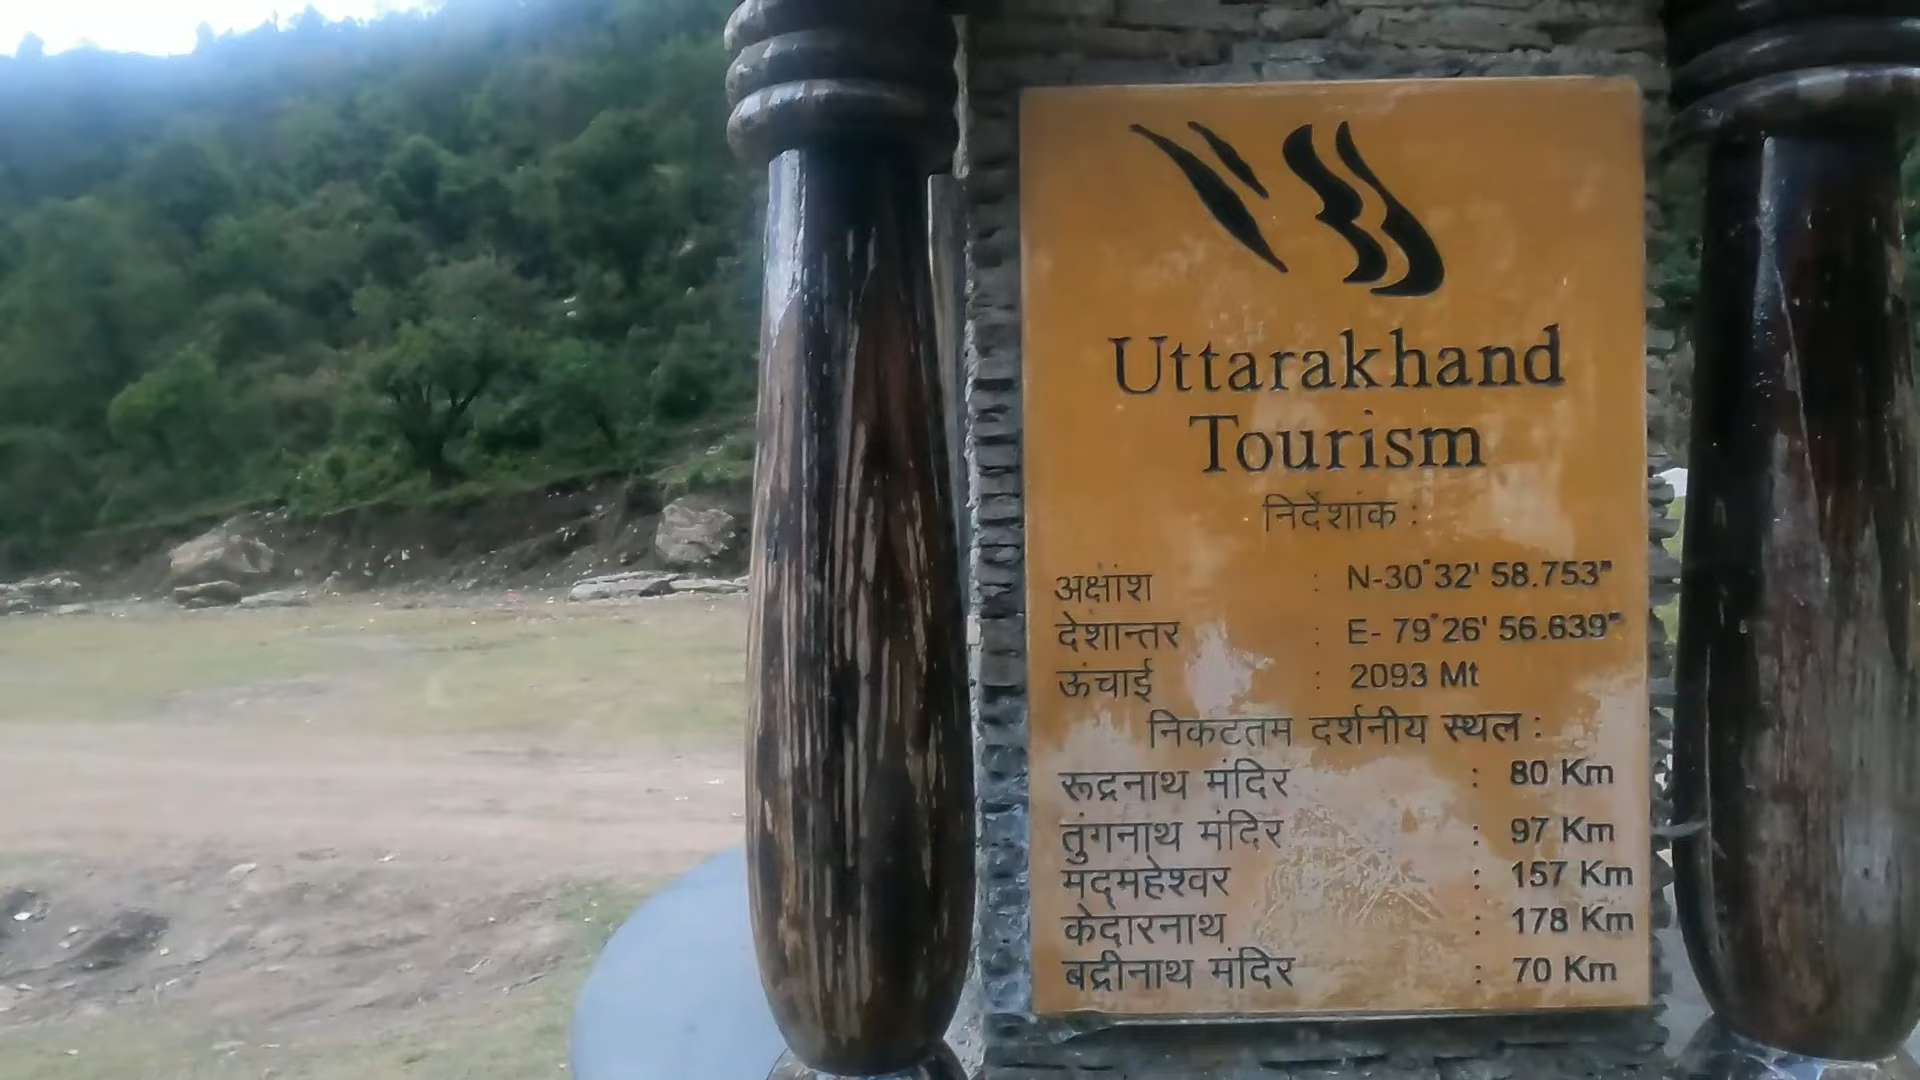 Uttarakhand
Tourism
निर्देशांक :
अक्षांश : N-30°32' 58.753"
देशान्तर : E- 79°26' 56.639"
ऊंचाई : 2093 Mt
निकटतम दर्शनीय स्थल :
रूद्रनाथ मंदिर : 80 Km
तुंगनाथ मंदिर : 97 Km
मद्महेश्वर : 157 Km
केदारनाथ : 178 Km
बद्रीनाथ मंदिर : 70 Km